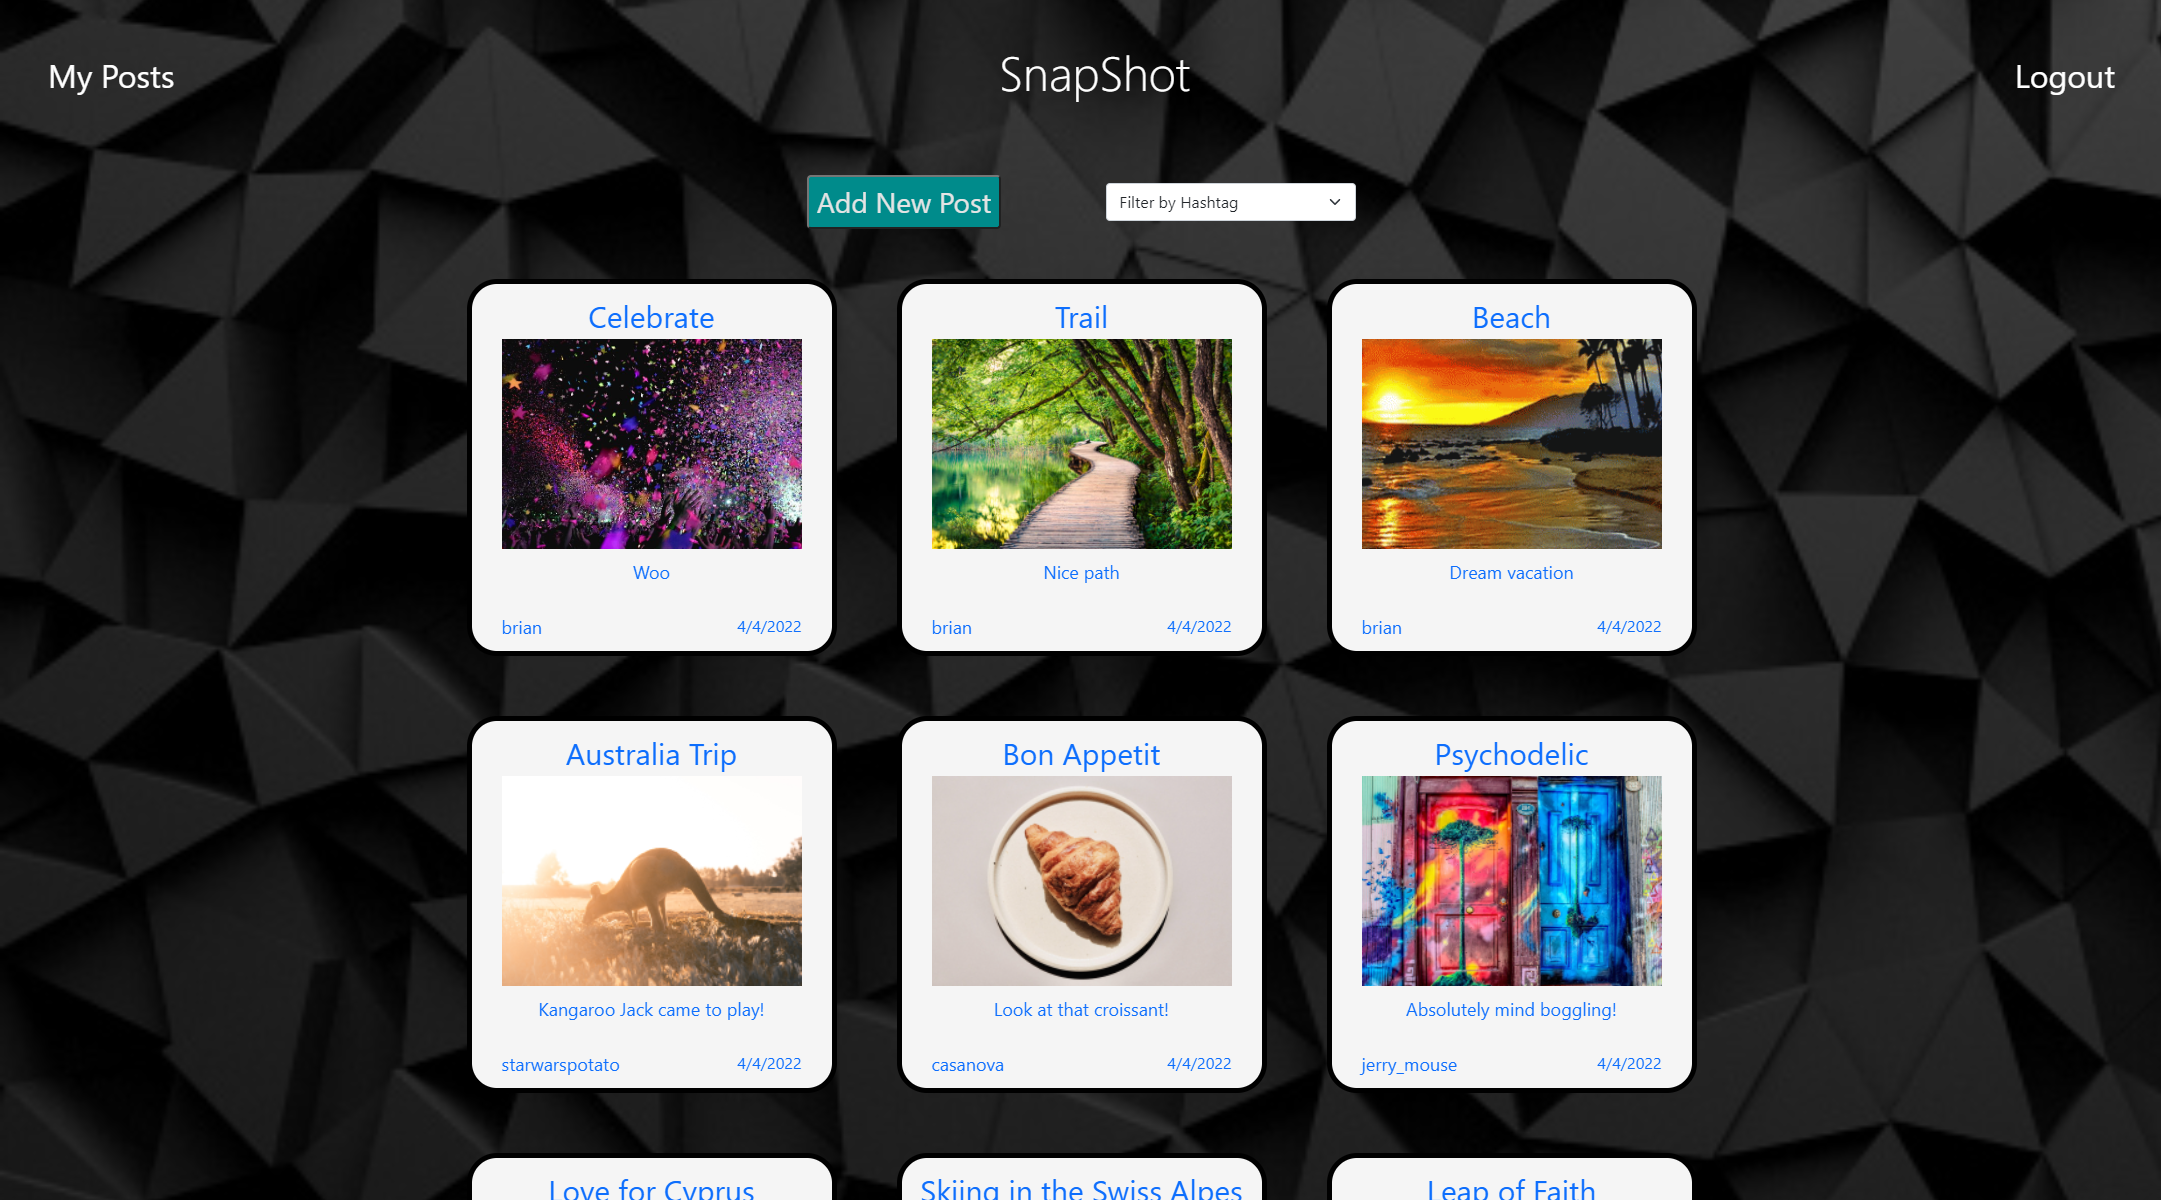 My Posts
SnapShot
Logout
Add New Post
Filter by Hashtag
Celebrate
Woo
brian 4/4/2022
Trail
Nice path
brian 4/4/2022
Beach
Dream vacation
brian 4/4/2022
Australia Trip
Kangaroo Jack came to play!
starwarspotato 4/4/2022
Bon Appetit
Look at that croissant!
casanova 4/4/2022
Psychodelic
Absolutely mind boggling!
jerry_mouse 4/4/2022
Love for Cyprus
Skiing in the Swiss Alpes
Leap of Faith